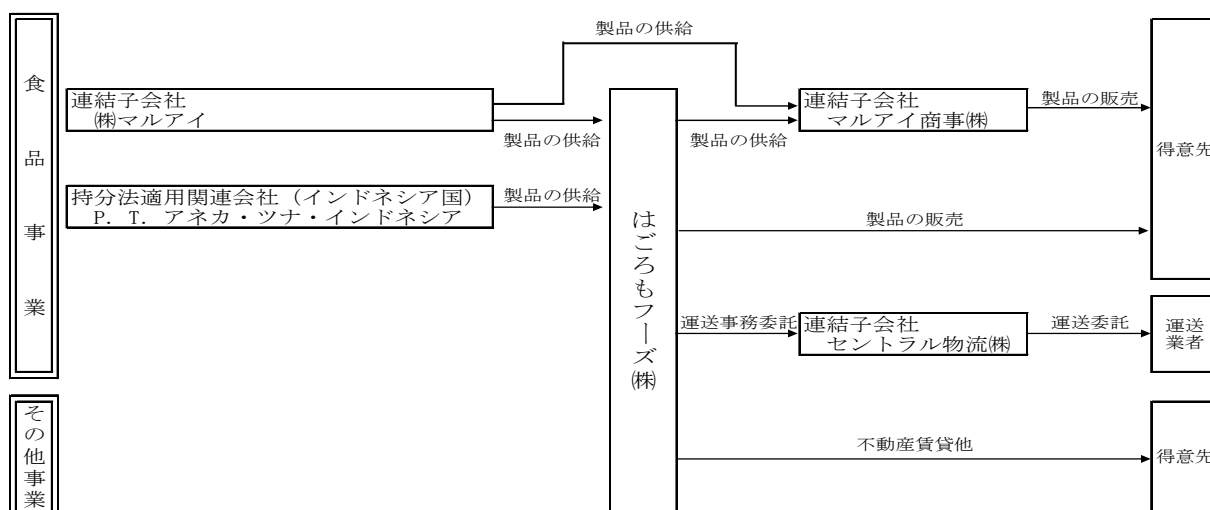 食品事業
製品の供給
連結子会社
㈱マルアイ
製品の供給
製品の供給
連結子会社
マルアイ商事㈱
製品の販売
得意先
持分法適用関連会社（インドネシア国）
P．T．アネカ・ツナ・インドネシア
製品の供給
はごろもフーズ㈱
製品の販売
運送事務委託
連結子会社
セントラル物流㈱
運送委託
運送
業者
その他事業
不動産賃貸他
得意先